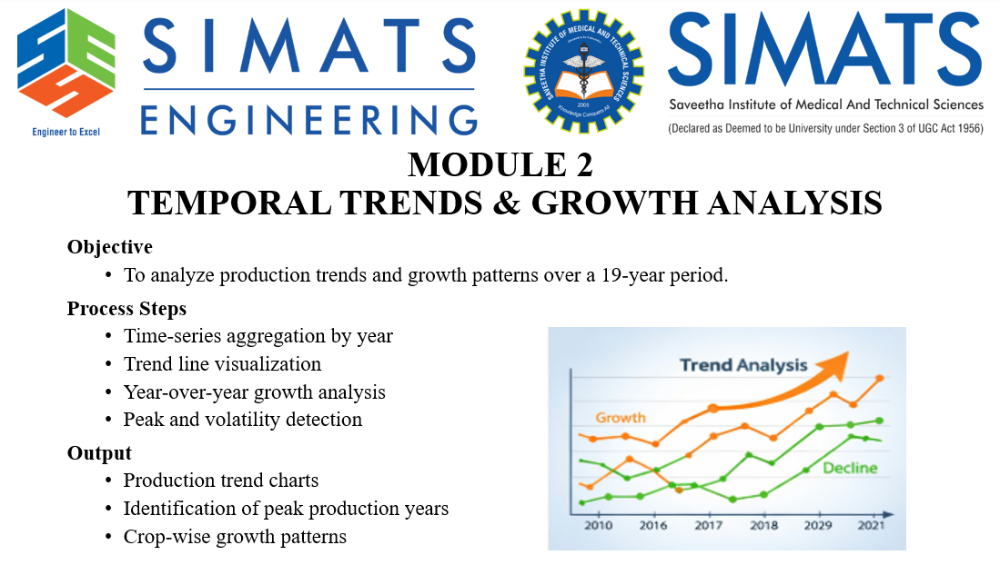 SES
SIMATS
ENGINEERING
Engineer to Excel
SAVEETHA INSTITUTE OF MEDICAL AND TECHNICAL SCIENCES
2005
Knowledge Conquers All
SIMATS
Saveetha Institute of Medical And Technical Sciences
(Declared as Deemed to be University under Section 3 of UGC Act 1956)
MODULE 2
TEMPORAL TRENDS & GROWTH ANALYSIS
Objective
• To analyze production trends and growth patterns over a 19-year period.
Process Steps
• Time-series aggregation by year
• Trend line visualization
• Year-over-year growth analysis
• Peak and volatility detection
Output
• Production trend charts
• Identification of peak production years
• Crop-wise growth patterns
Trend Analysis
Growth
Decline
2010 2016 2017 2018 2029 2021